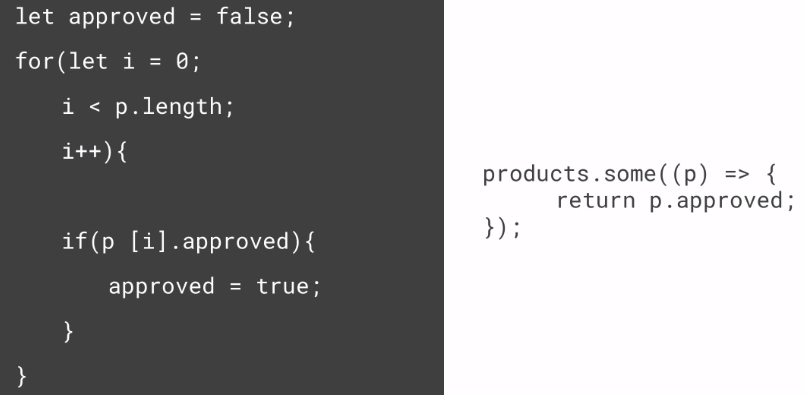 let approved = false;
for(let i = 0;
i < p.length;
i++){
if(p [i].approved){
approved = true;
}
}
products.some((p) => {
return p.approved;
});